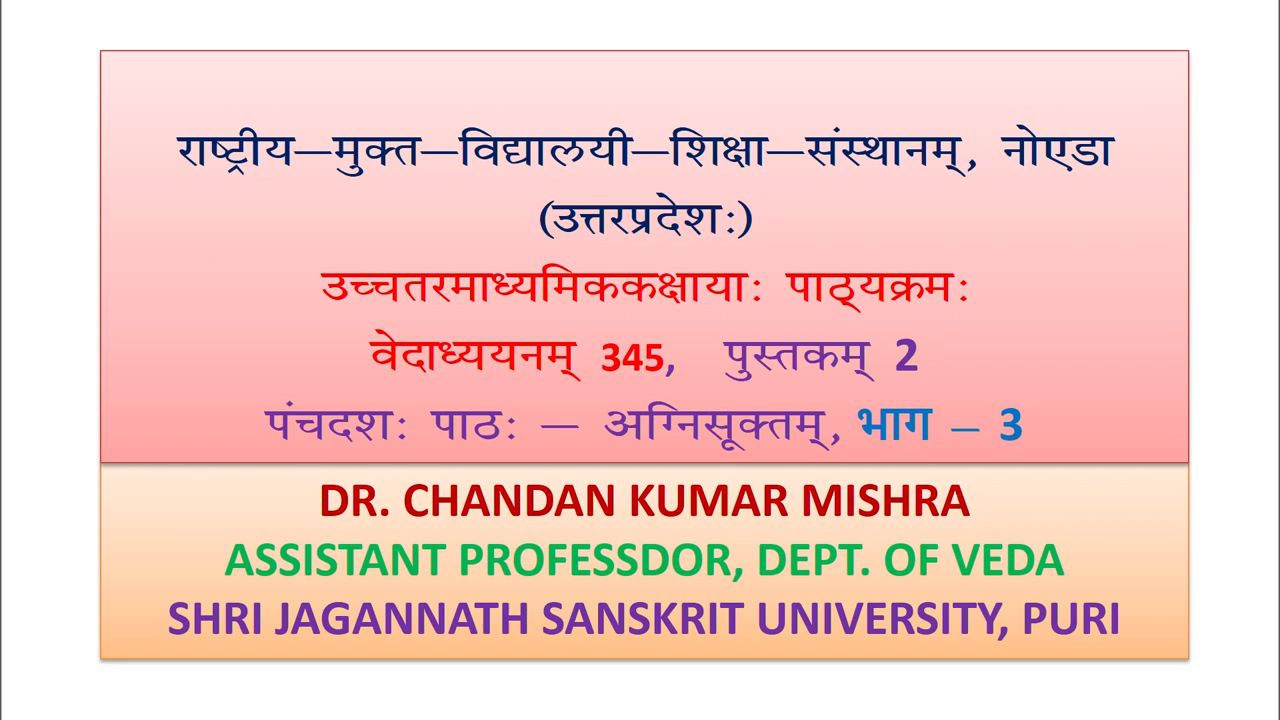 राष्ट्रीय–मुक्त–विद्यालयी–शिक्षा–संस्थानम्, नोएडा
(उत्तरप्रदेशः)
उच्चतरमाध्यमिककक्षायाः पाठ्यक्रमः
वेदाध्ययनम् 345, पुस्तकम् 2
पंचदशः पाठः – अग्निसूक्तम्, भाग – 3
DR. CHANDAN KUMAR MISHRA
ASSISTANT PROFESSDOR, DEPT. OF VEDA
SHRI JAGANNATH SANSKRIT UNIVERSITY, PURI